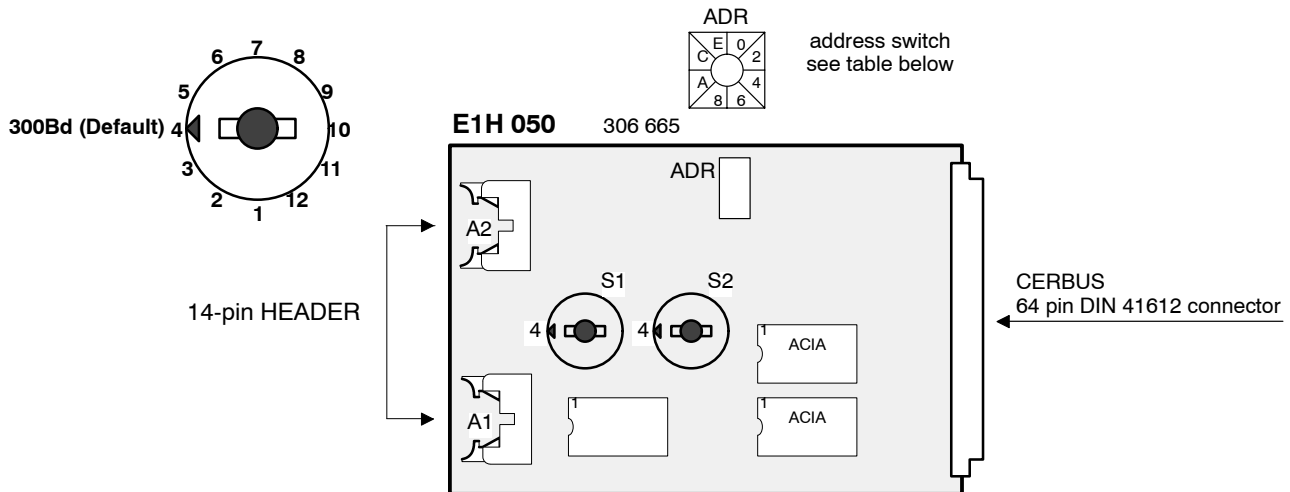 ADR
E 0
C 2
A 4
8 6
address switch
see table below
7
6 8
5 9
300Bd (Default) 4 10
3 11
2 12
1
E1H 050 306 665
ADR
A2
S1 S2
14-pin HEADER
4 4
CERBUS
64 pin DIN 41612 connector
1
ACIA
A1
1
1
ACIA